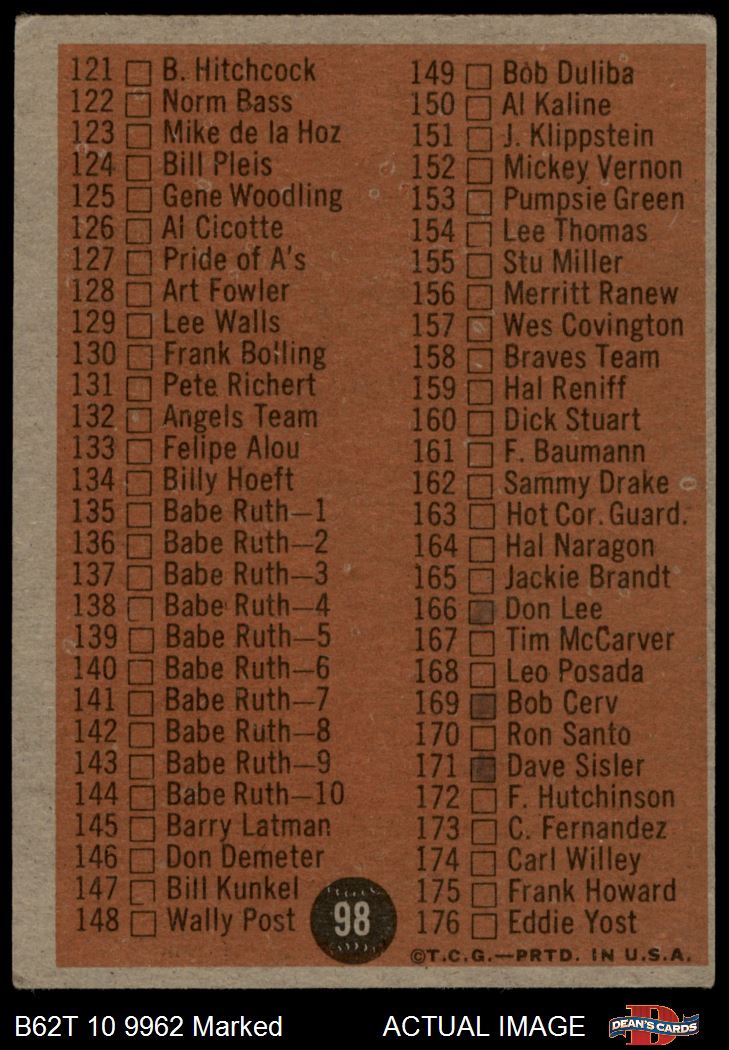 121 B. Hitchcock
122 Norm Bass
123 Mike de la Hoz
124 Bill Pleis
125 Gene Woodling
126 Al Cicotte
127 Pride of A's
128 Art Fowler
129 Lee Walls
130 Frank Bolling
131 Pete Richert
132 Angels Team
133 Felipe Alou
134 Billy Hoeft
135 Babe Ruth—1
136 Babe Ruth—2
137 Babe Ruth—3
138 Babe Ruth—4
139 Babe Ruth—5
140 Babe Ruth—6
141 Babe Ruth—7
142 Babe Ruth—8
143 Babe Ruth—9
144 Babe Ruth—10
145 Barry Latman
146 Don Demeter
147 Bill Kunkel
148 Wally Post
149 Bob Duliba
150 Al Kaline
151 J. Klippstein
152 Mickey Vernon
153 Pumpsie Green
154 Lee Thomas
155 Stu Miller
156 Merritt Ranew
157 Wes Covington
158 Braves Team
159 Hal Reniff
160 Dick Stuart
161 F. Baumann
162 Sammy Drake
163 Hot Cor. Guard.
164 Hal Naragon
165 Jackie Brandt
166 Don Lee
167 Tim McCarver
168 Leo Posada
169 Bob Cerv
170 Ron Santo
171 Dave Sisler
172 F. Hutchinson
173 C. Fernandez
174 Carl Willey
175 Frank Howard
176 Eddie Yost
98
©T.C.G.—PRTD. IN U.S.A.
B62T 10 9962 Marked
ACTUAL IMAGE
D
DEAN'S CARDS